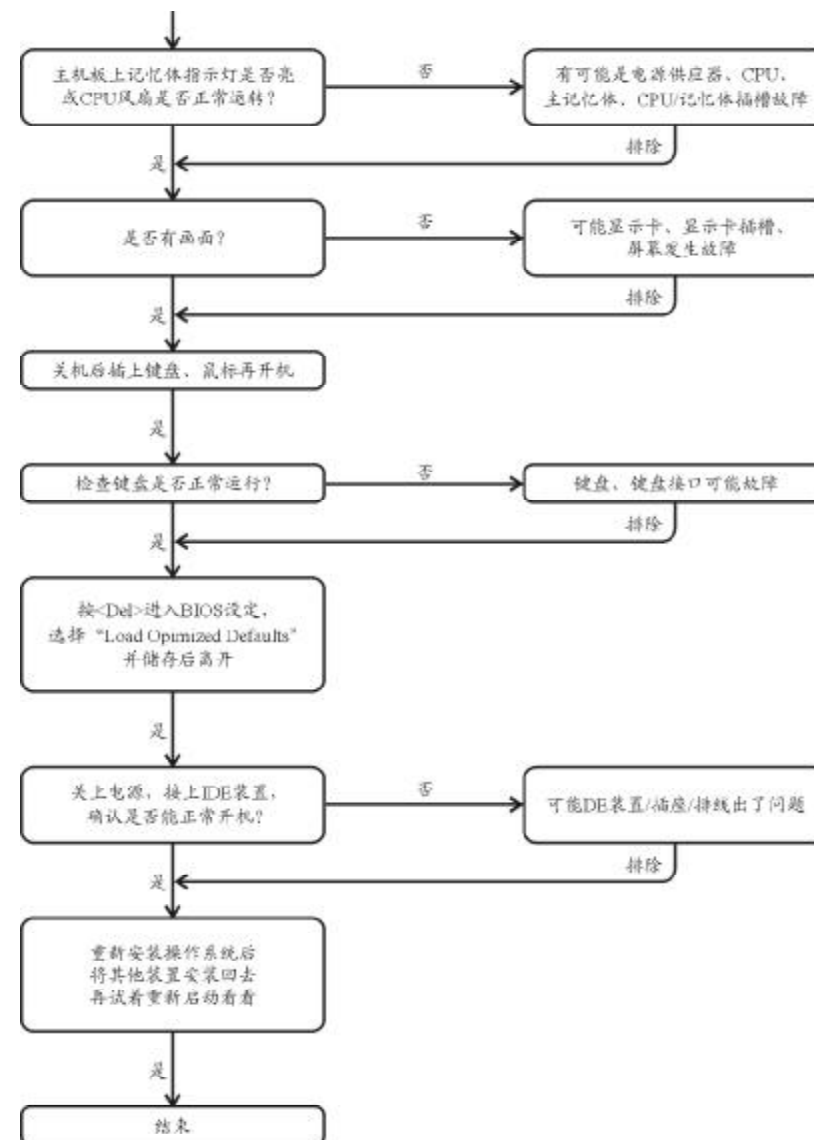 主机板上记忆体指示灯是否亮
或CPU风扇是否正常运转?
否
有可能是电源供应器、CPU、
主记忆体、CPU/记忆体插槽故障
排除
是
是否有画面?
否
可能显示卡、显示卡插槽、
屏幕发生故障
排除
是
关机后插上键盘、鼠标再开机
是
检查键盘是否正常运行?
否
键盘、键盘接口可能故障
排除
是
按<Del>进入BIOS设定,
选择“Load Opimized Defaults”
并储存后离开
是
关上电源,接上IDE装置,
确认是否能正常开机?
否
可能DE装置/插座/排线出了问题
排除
是
重新安装操作系统后
将其他装置安装回去
再试着重新启动看看
是
结束